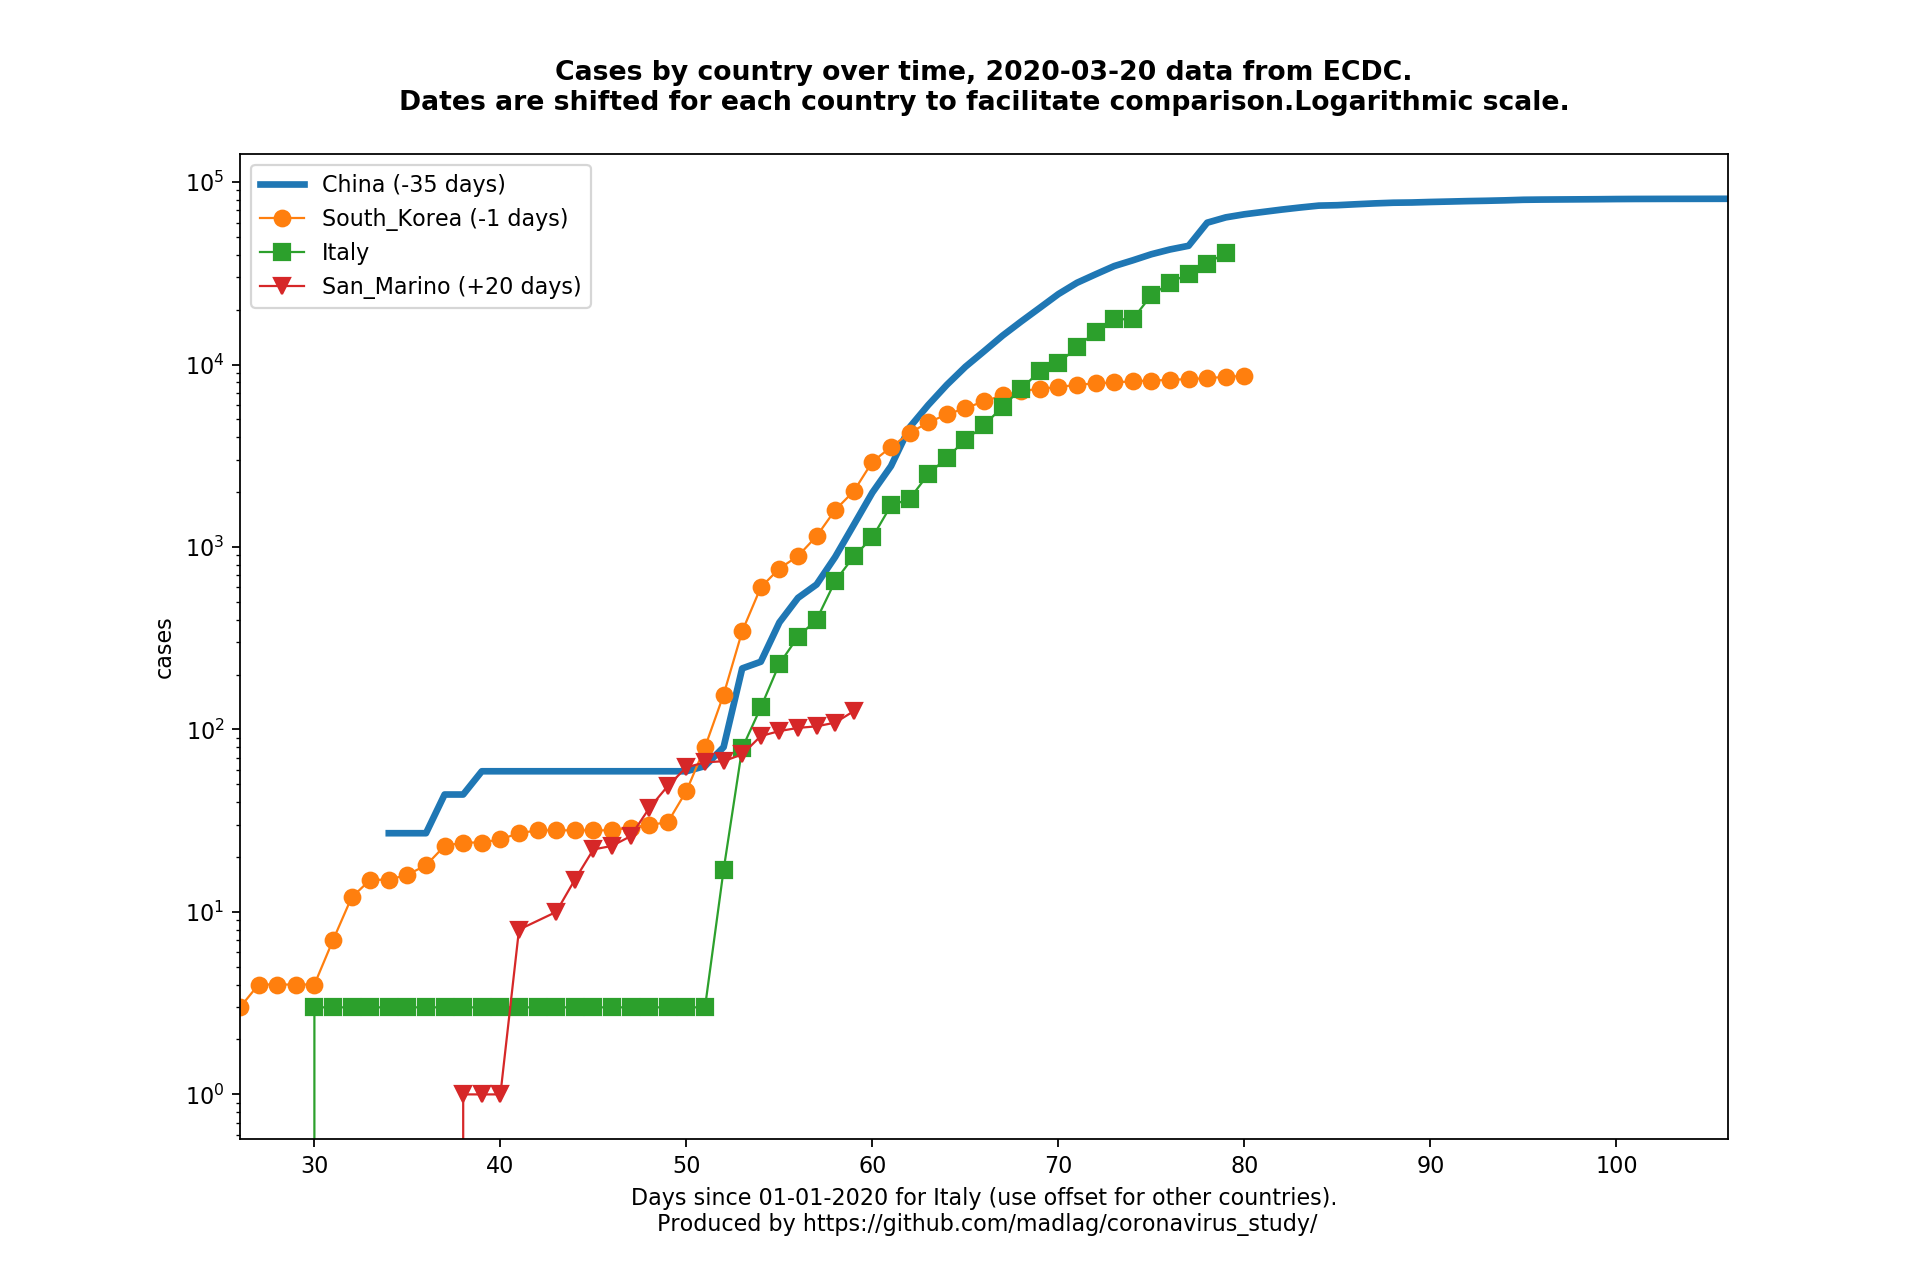 Cases by country over time, 2020-03-20 data from ECDC.
Dates are shifted for each country to facilitate comparison.Logarithmic scale.
China (-35 days)
South_Korea (-1 days)
Italy
San_Marino (+20 days)
10⁵
10⁴
10³
10²
10¹
10⁰
cases
30 40 50 60 70 80 90 100
Days since 01-01-2020 for Italy (use offset for other countries).
Produced by https://github.com/madlag/coronavirus_study/